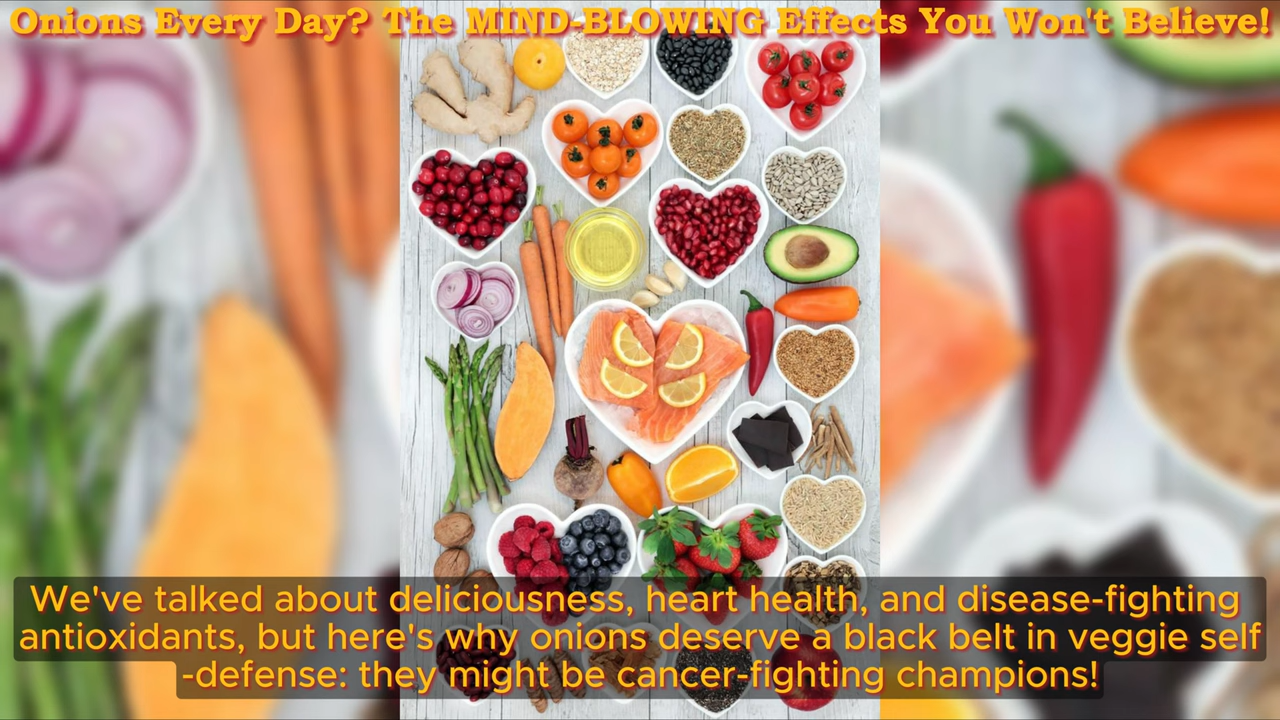 Onions Every Day? The MIND-BLOWING Effects You Won't Believe!
We've talked about deliciousness, heart health, and disease-fighting
antioxidants, but here's why onions deserve a black belt in veggie self
-defense: they might be cancer-fighting champions!